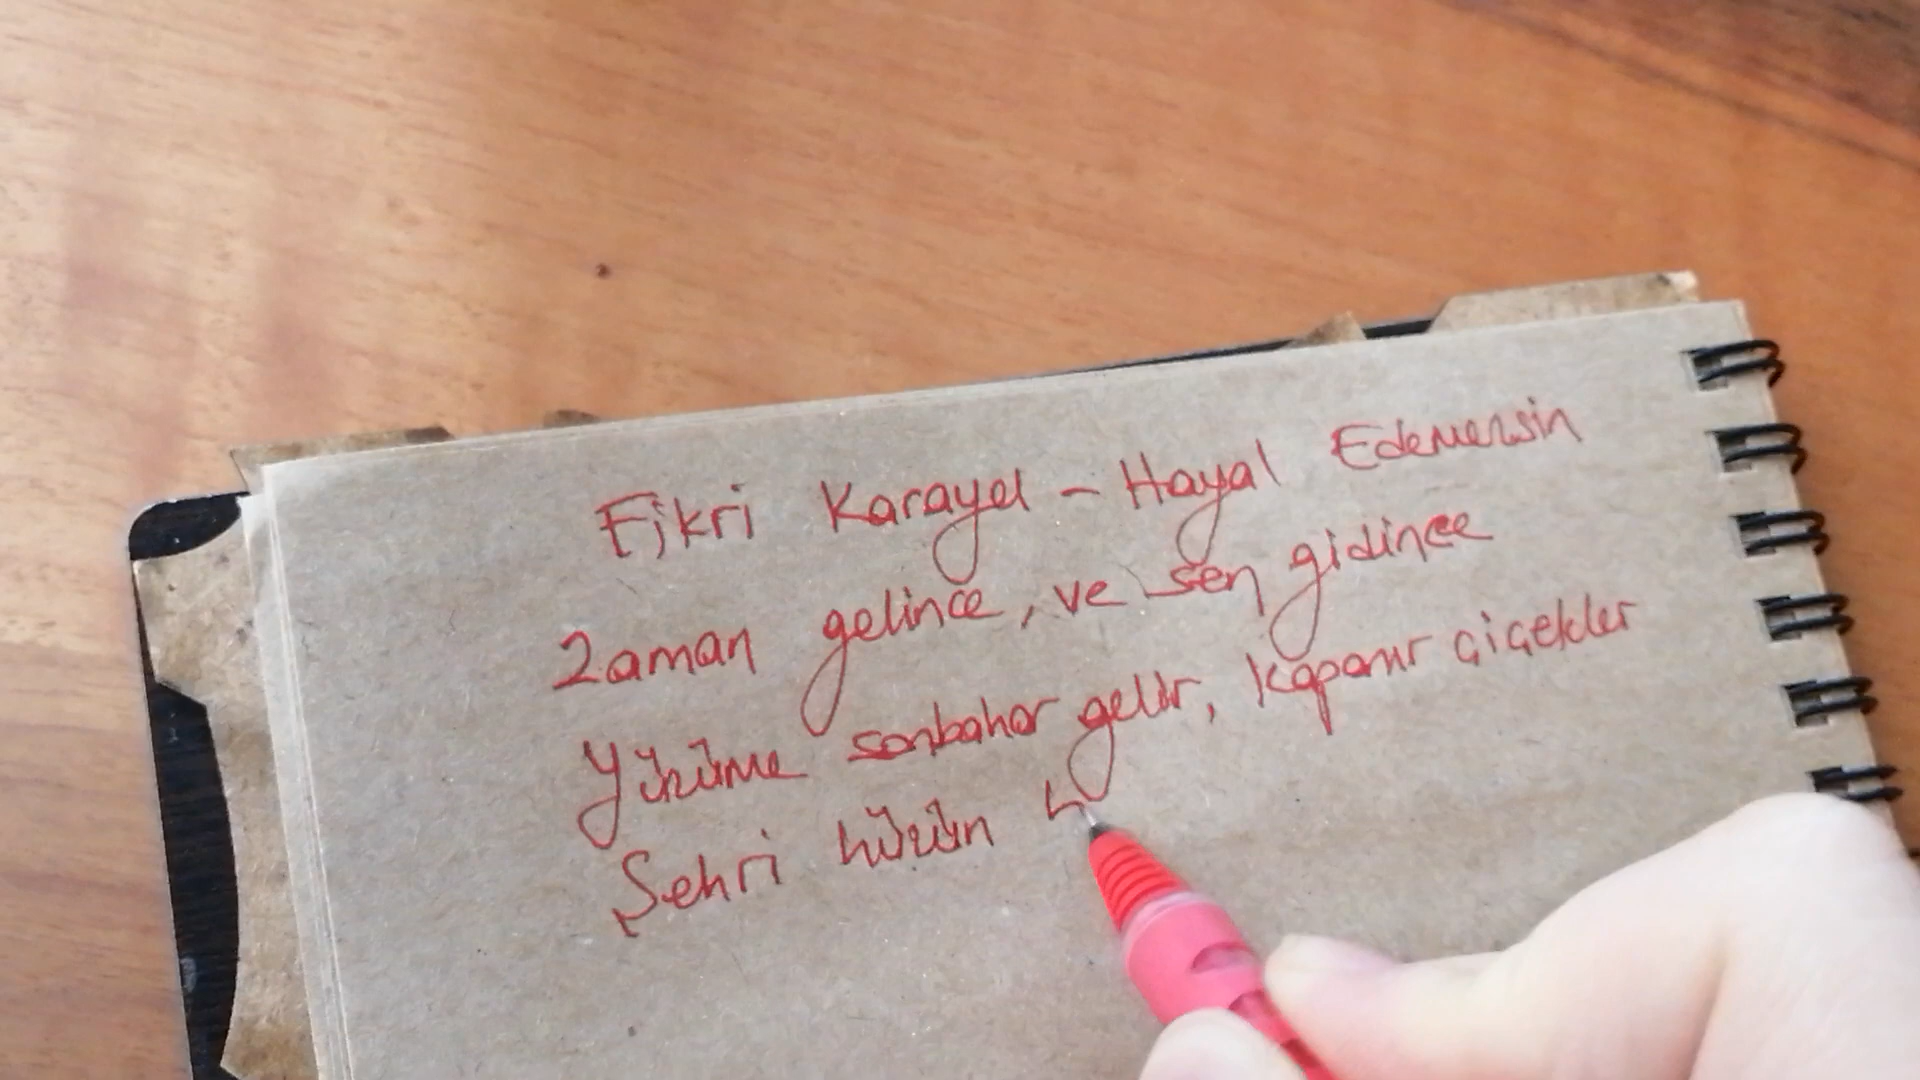 Fikri Karayel - Hayal Edemezsin
Zaman gelince, ve sen gidince
Yüzüme sonbahar gelir, kapanır çiçekler
Şehri hüzün